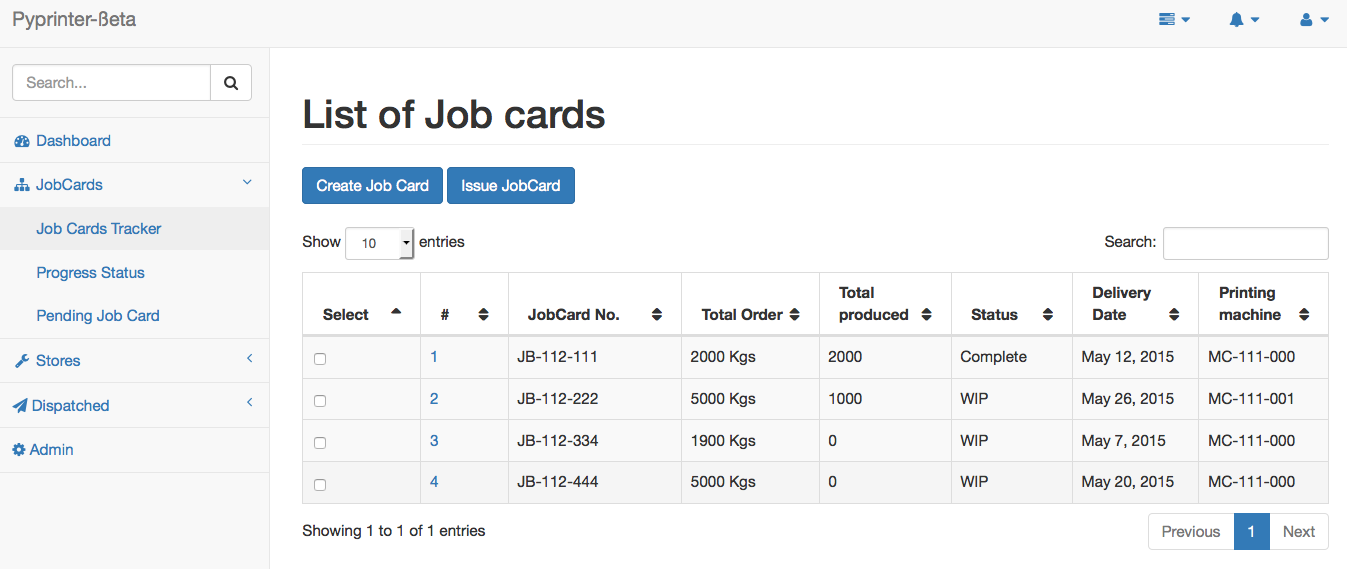 Pyprinter-ßeta
Search...
Dashboard
JobCards
Job Cards Tracker
Progress Status
Pending Job Card
Stores
Dispatched
Admin
List of Job cards
Create Job Card Issue JobCard
Show 10 entries Search:
Select # JobCard No. Total Order Total produced Status Delivery Date Printing machine
1 JB-112-111 2000 Kgs 2000 Complete May 12, 2015 MC-111-000
2 JB-112-222 5000 Kgs 1000 WIP May 26, 2015 MC-111-001
3 JB-112-334 1900 Kgs 0 WIP May 7, 2015 MC-111-000
4 JB-112-444 5000 Kgs 0 WIP May 20, 2015 MC-111-000
Showing 1 to 1 of 1 entries
Previous 1 Next